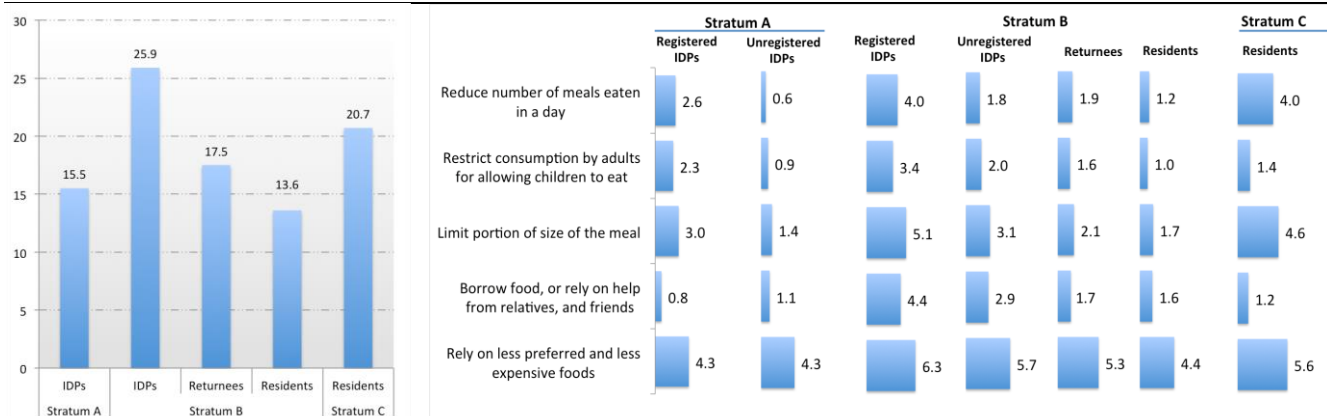 30
25
20
15
10
5
0
15.5
25.9
17.5
13.6
20.7
IDPs IDPs Returnees Residents Residents
Stratum A Stratum B Stratum C
Stratum A Stratum B Stratum C
Registered IDPs Unregistered IDPs Registered IDPs Unregistered IDPs Returnees Residents Residents
Reduce number of meals eaten
in a day
2.6 0.6 4.0 1.8 1.9 1.2 4.0
Restrict consumption by adults
for allowing children to eat
2.3 0.9 3.4 2.0 1.6 1.0 1.4
Limit portion of size of the meal
3.0 1.4 5.1 3.1 2.1 1.7 4.6
Borrow food, or rely on help
from relatives, and friends
0.8 1.1 4.4 2.9 1.7 1.6 1.2
Rely on less preferred and less
expensive foods
4.3 4.3 6.3 5.7 5.3 4.4 5.6